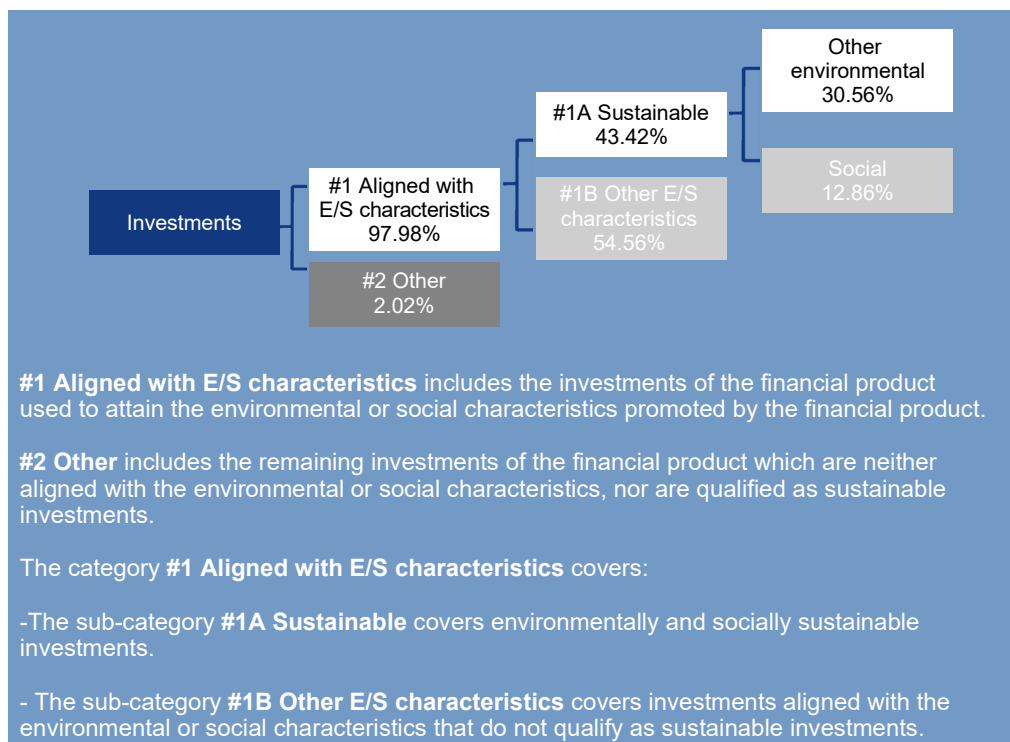 Other
environmental
30.56%
#1A Sustainable
43.42%
Social
12.86%
#1 Aligned with
E/S characteristics
97.98%
#1B Other E/S
characteristics
54.56%
Investments
#2 Other
2.02%
#1 Aligned with E/S characteristics includes the investments of the financial product
used to attain the environmental or social characteristics promoted by the financial product.
#2 Other includes the remaining investments of the financial product which are neither
aligned with the environmental or social characteristics, nor are qualified as sustainable
investments.
The category #1 Aligned with E/S characteristics covers:
-The sub-category #1A Sustainable covers environmentally and socially sustainable
investments.
- The sub-category #1B Other E/S characteristics covers investments aligned with the
environmental or social characteristics that do not qualify as sustainable investments.